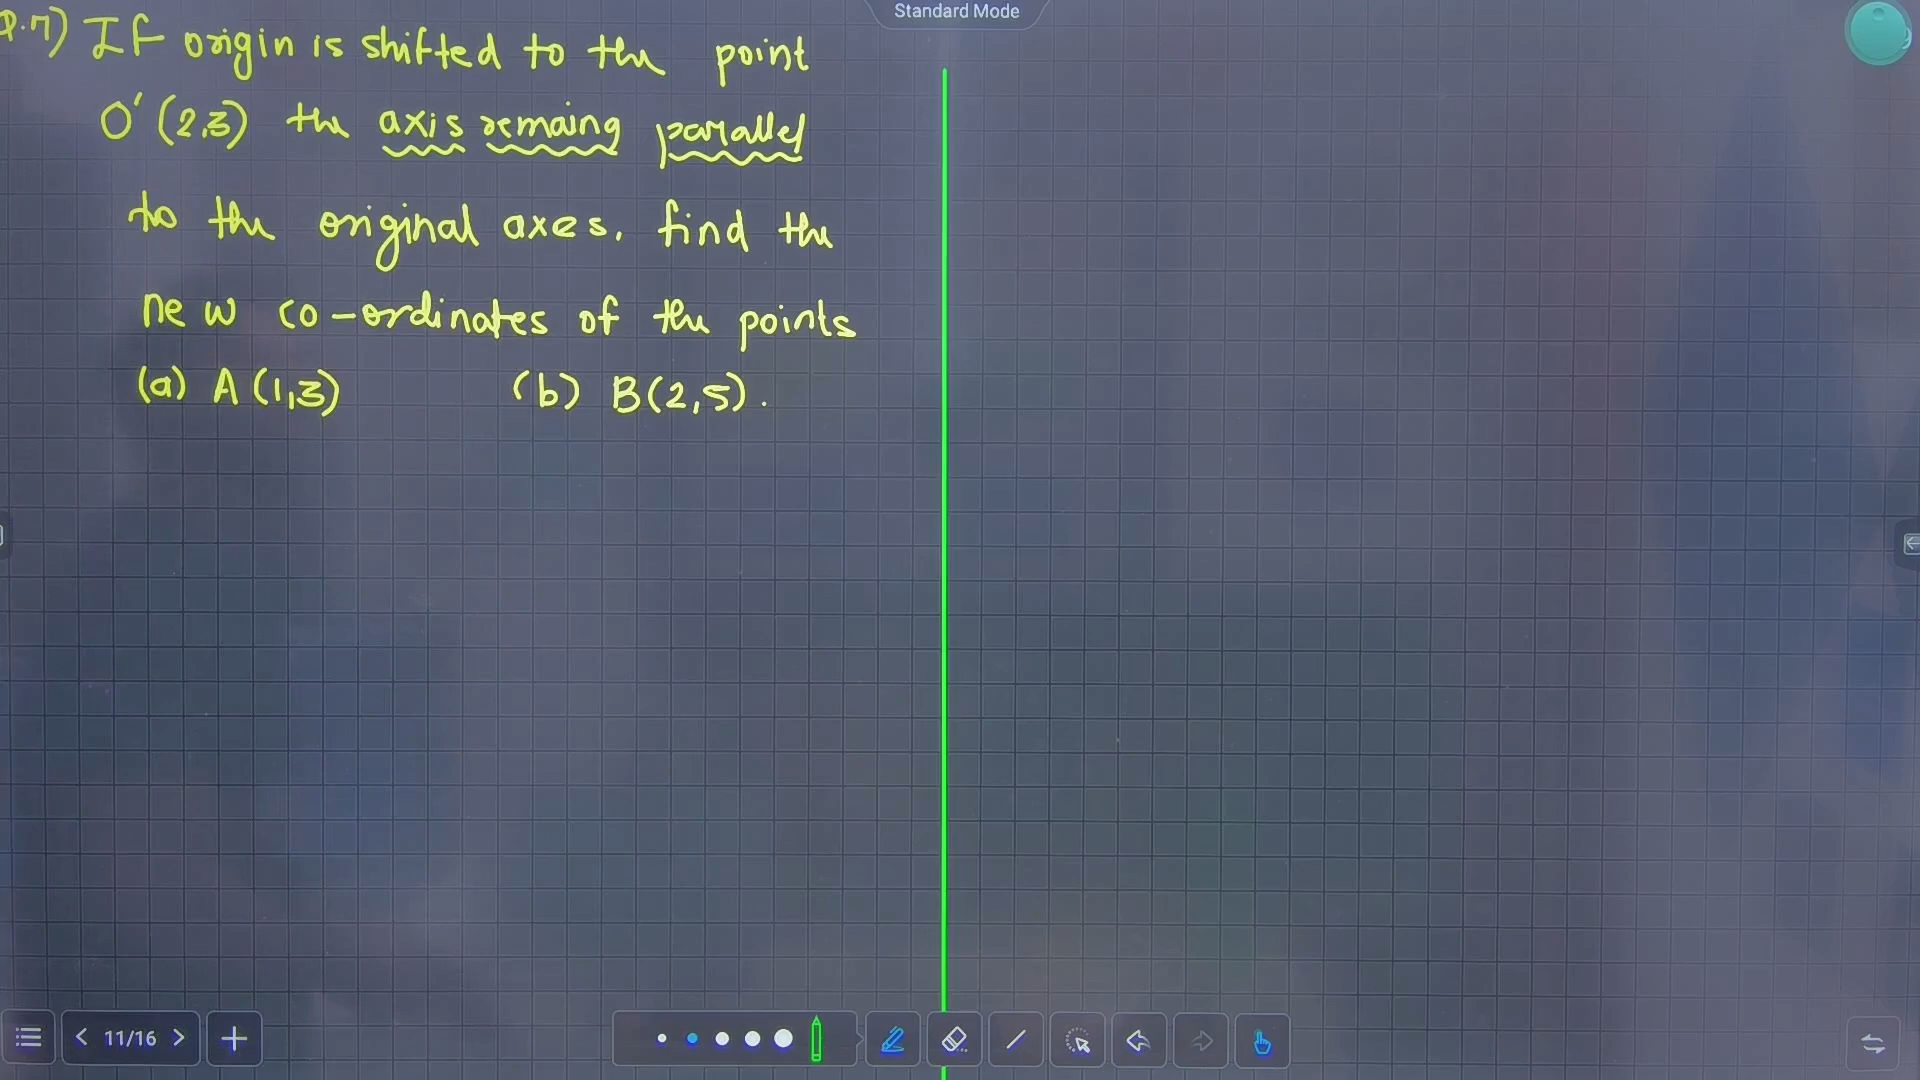 Standard Mode
Q.7) If origin is shifted to the point
O'(2,3) the axis remaing parallel
to the original axes. find the
new co-ordinates of the points
(a) A(1,3) (b) B(2,5).
11/16